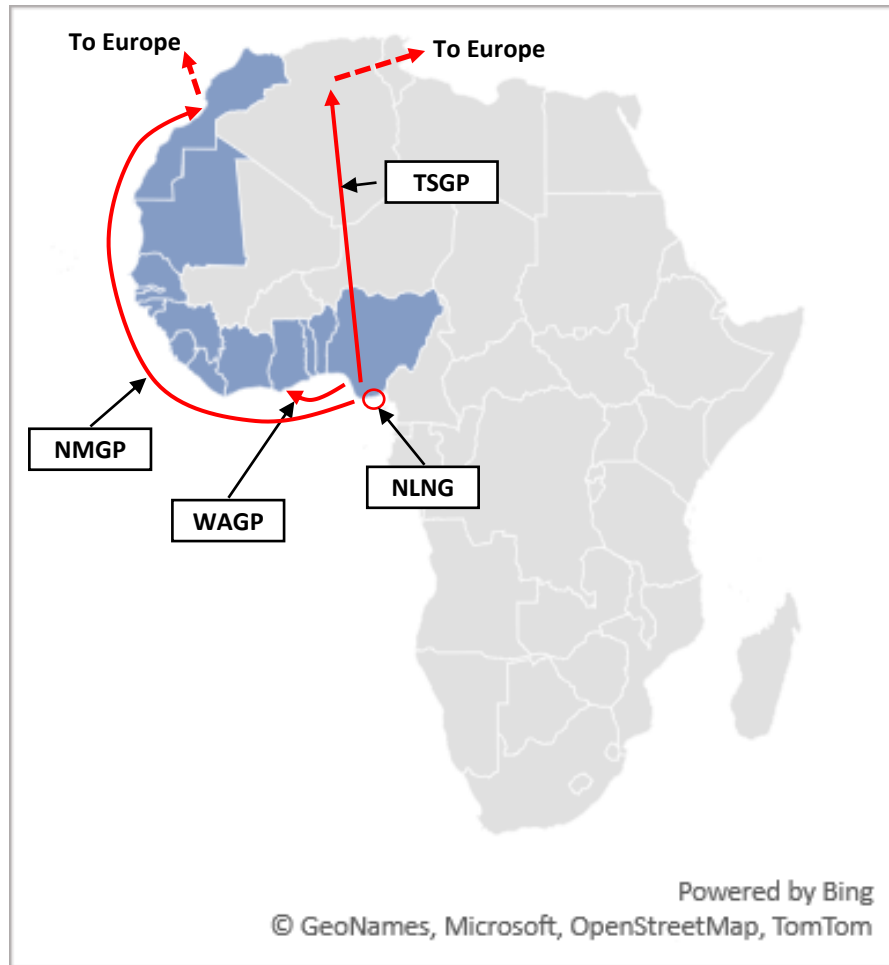 To Europe
To Europe
TSGP
NMGP
NLNG
WAGP
Powered by Bing
© GeoNames, Microsoft, OpenStreetMap, TomTom